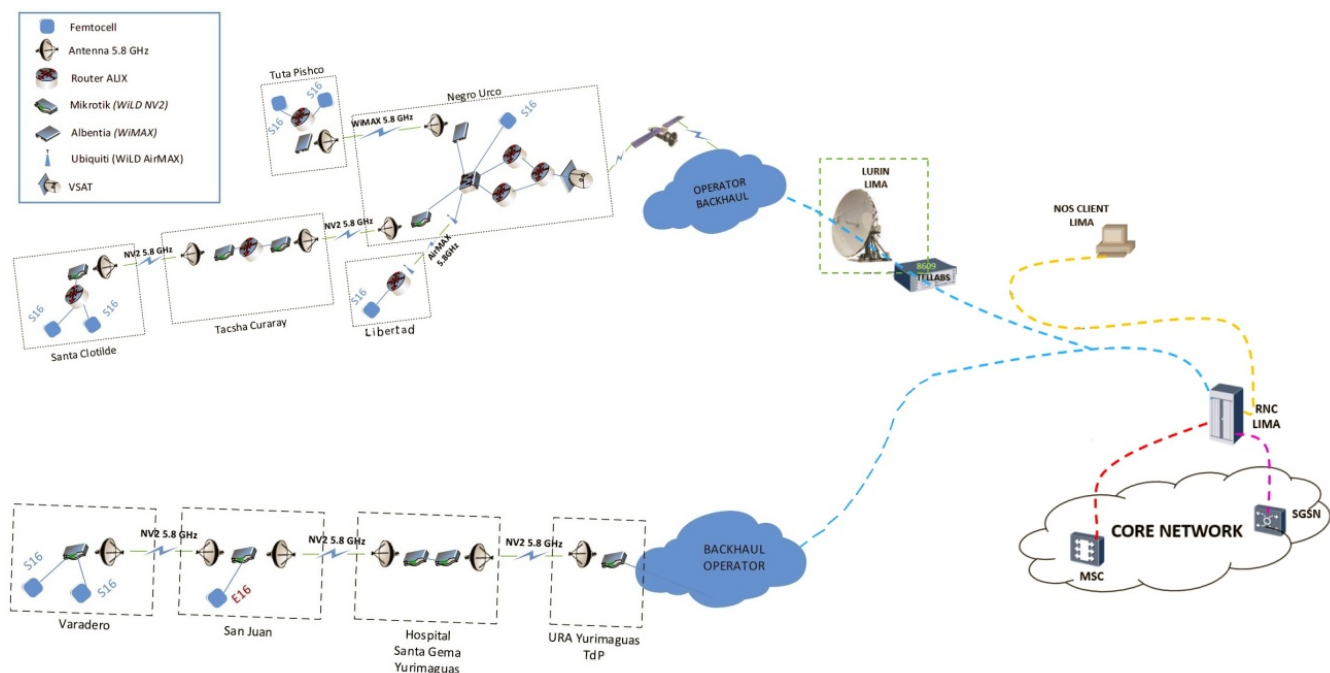 Femtocell
Antenna 5.8 GHz
Router ALIX
Mikrotik (WiLD NV2)
Albentia (WiMAX)
Ubiquiti (WiLD AirMAX)
VSAT
Tuta Pishco
S16
S16
WiMAX 5.8 GHz
Negro Urco
S16
OPERATOR
BACKHAUL
LURIN
LIMA
8609
TELLABS
NOS CLIENT
LIMA
NV2 5.8 GHz
NV2 5.8 GHz
AirMAX
5.8GHz
S16
Libertad
Tacsha Curaray
S16
S16
Santa Clotilde
RNC
LIMA
CORE NETWORK
SGSN
MSC
S16
S16
NV2 5.8 GHz
Varadero
E16
San Juan
NV2 5.8 GHz
Hospital
Santa Gema
Yurimaguas
NV2 5.8 GHz
URA Yurimaguas
TdP
BACKHAUL
OPERATOR